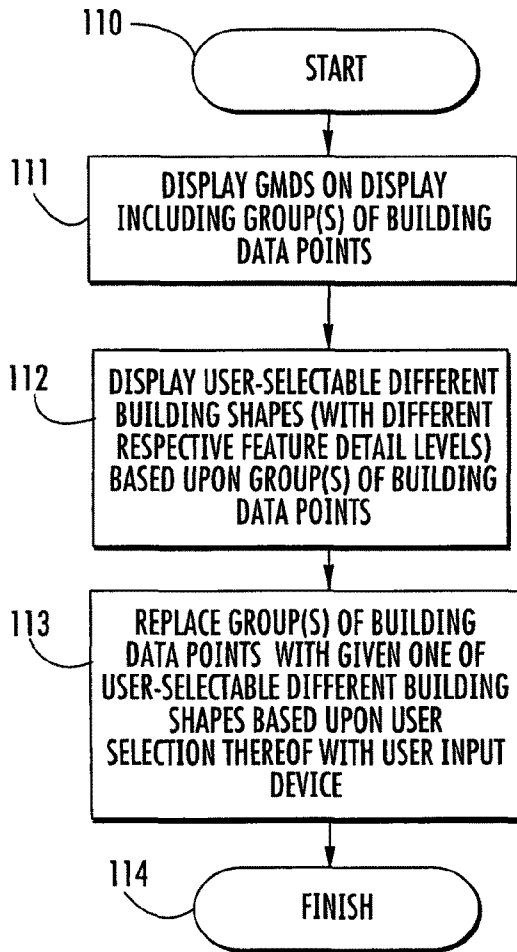 110
START
111
DISPLAY GMDS ON DISPLAY
INCLUDING GROUP(S) OF BUILDING
DATA POINTS
112
DISPLAY USER-SELECTABLE DIFFERENT
BUILDING SHAPES (WITH DIFFERENT
RESPECTIVE FEATURE DETAIL LEVELS)
BASED UPON GROUP(S) OF BUILDING
DATA POINTS
113
REPLACE GROUP(S) OF BUILDING
DATA POINTS WITH GIVEN ONE OF
USER-SELECTABLE DIFFERENT BUILDING
SHAPES BASED UPON USER
SELECTION THEREOF WITH USER INPUT
DEVICE
114
FINISH